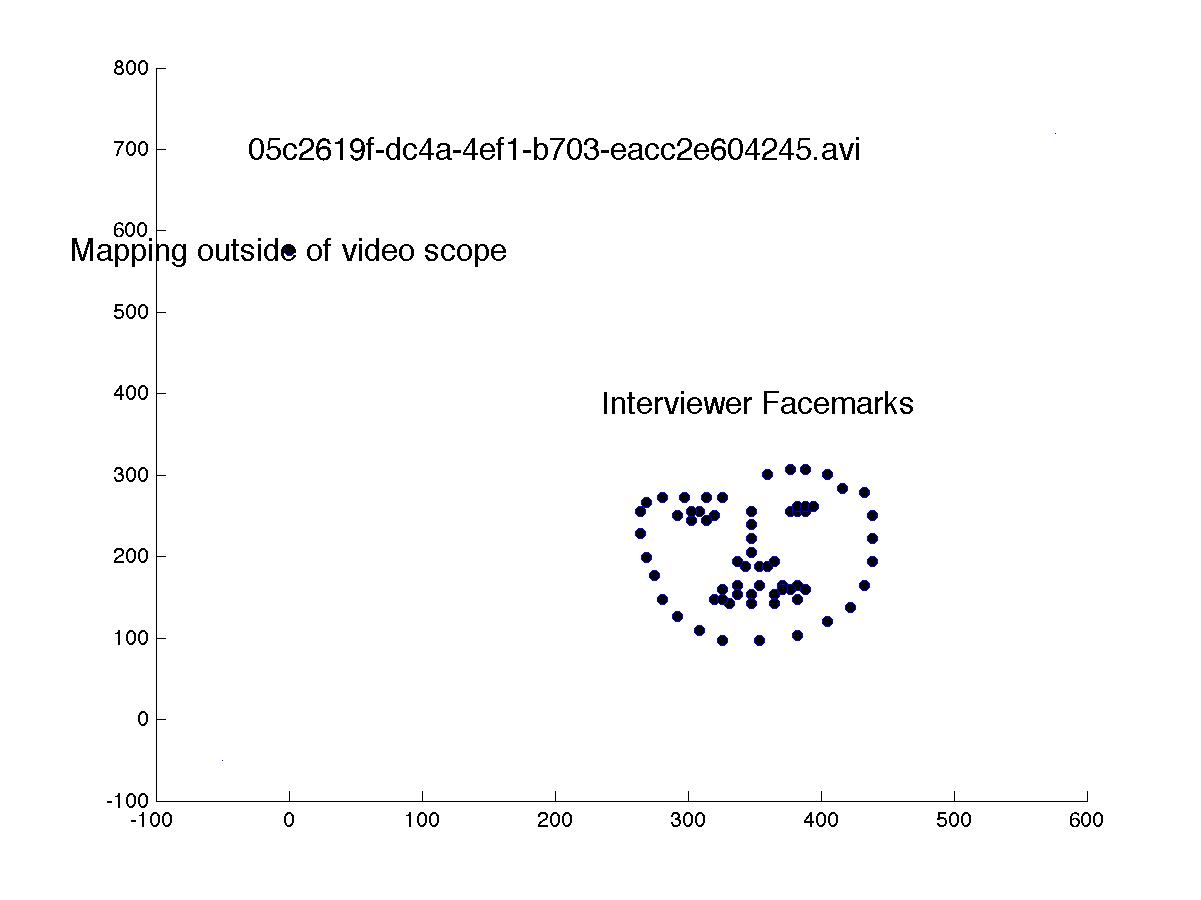 800
700
05c2619f-dc4a-4ef1-b703-eacc2e604245.avi
600
Mapping outside of video scope
500
400
Interviewer Facemarks
300
200
100
0
-100
-100 0 100 200 300 400 500 600